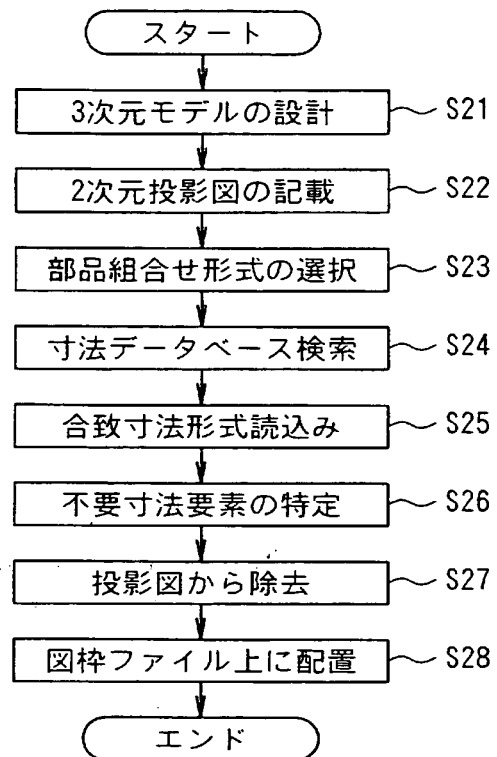 スタート
3次元モデルの設計 S21
2次元投影図の記載 S22
部品組合せ形式の選択 S23
寸法データベース検索 S24
合致寸法形式読込み S25
不要寸法要素の特定 S26
投影図から除去 S27
図枠ファイル上に配置 S28
エンド